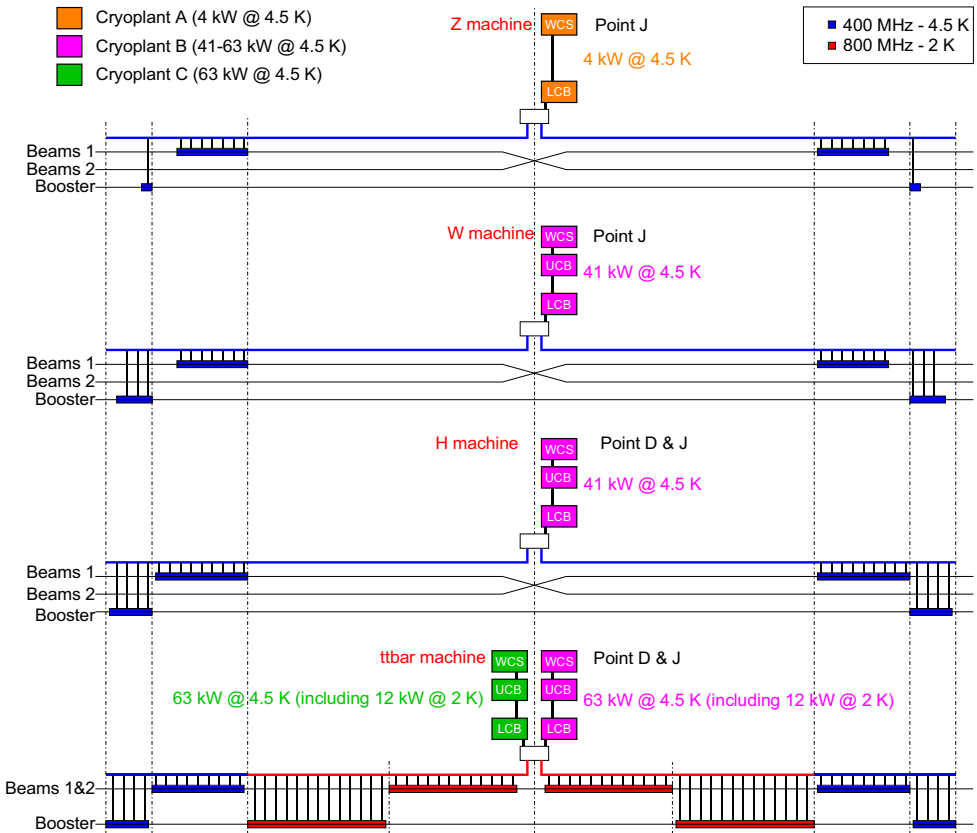 Cryoplant A (4 kW @ 4.5 K)
Cryoplant B (41-63 kW @ 4.5 K)
Cryoplant C (63 kW @ 4.5 K)
400 MHz - 4.5 K
800 MHz - 2 K
Z machine
WCS
Point J
4 kW @ 4.5 K
LCB
Beams 1
Beams 2
Booster
W machine
WCS
Point J
UCB
41 kW @ 4.5 K
LCB
Beams 1
Beams 2
Booster
H machine
WCS
Point D & J
UCB
41 kW @ 4.5 K
LCB
Beams 1
Beams 2
Booster
ttbar machine
WCS
WCS
Point D & J
UCB
UCB
63 kW @ 4.5 K (including 12 kW @ 2 K)
63 kW @ 4.5 K (including 12 kW @ 2 K)
LCB
LCB
Beams 1&2
Booster